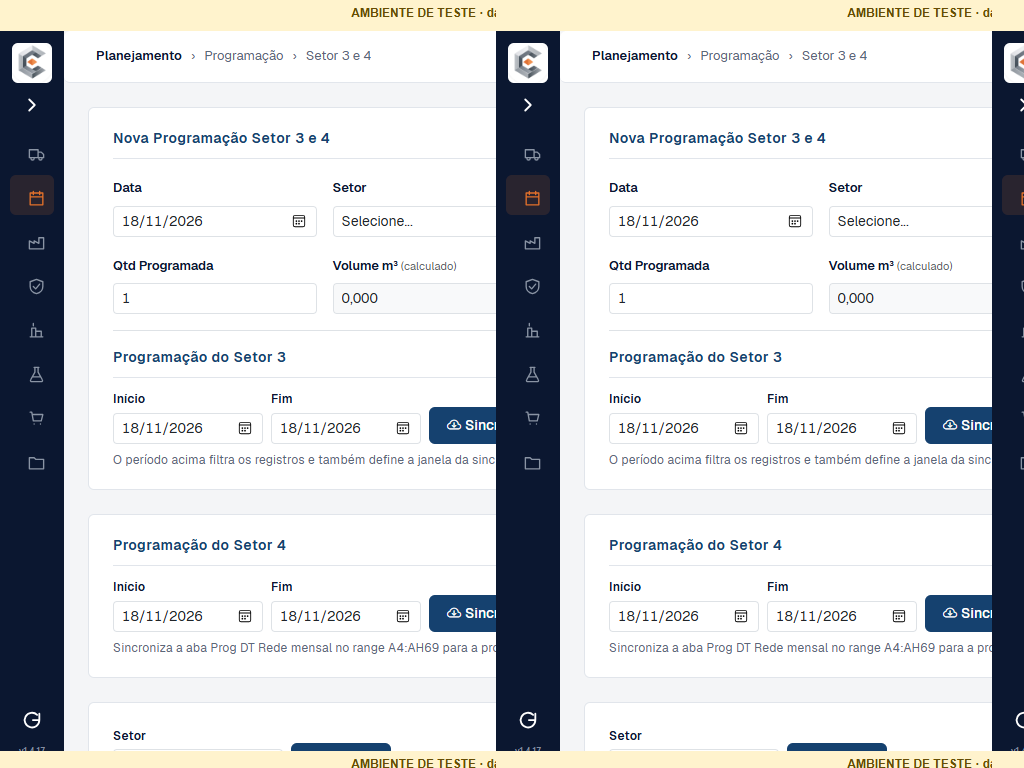 AMBIENTE DE TESTE · da
AMBIENTE DE TESTE · da
Planejamento › Programação › Setor 3 e 4
Planejamento › Programação › Setor 3 e 4
Nova Programação Setor 3 e 4
Nova Programação Setor 3 e 4
Data Setor
Data Setor
18/11/2026 Selecione...
18/11/2026 Selecione...
Qtd Programada Volume m³ (calculado)
Qtd Programada Volume m³ (calculado)
1 0,000
1 0,000
Programação do Setor 3
Programação do Setor 3
Início Fim
Início Fim
18/11/2026 18/11/2026 Sincr
18/11/2026 18/11/2026 Sincr
O período acima filtra os registros e também define a janela da sinc
O período acima filtra os registros e também define a janela da sinc
Programação do Setor 4
Programação do Setor 4
Início Fim
Início Fim
18/11/2026 18/11/2026 Sincr
18/11/2026 18/11/2026 Sincr
Sincroniza a aba Prog DT Rede mensal no range A4:AH69 para a pro
Sincroniza a aba Prog DT Rede mensal no range A4:AH69 para a pro
Setor
Setor
AMBIENTE DE TESTE · da
AMBIENTE DE TESTE · da